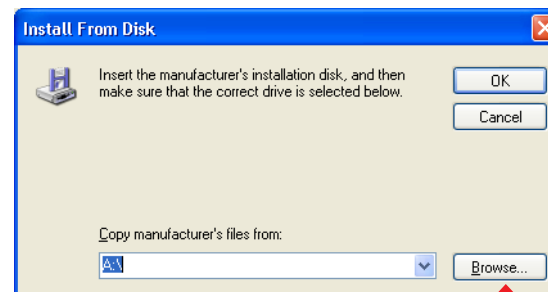 Install From Disk
Insert the manufacturer's installation disk, and then
make sure that the correct drive is selected below.
OK
Cancel
Copy manufacturer's files from:
A:\
Browse...